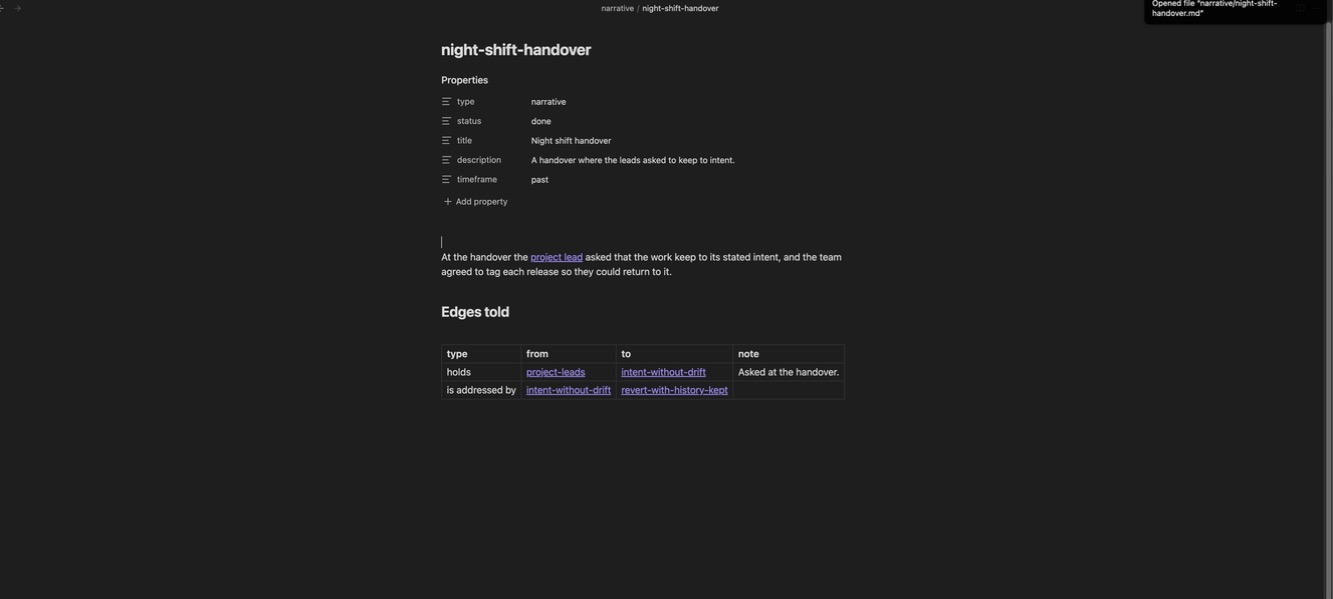 narrative / night-shift-handover
Opened file "narrative/night-shift-
handover.md"
night-shift-handover
Properties
type narrative
status done
title Night shift handover
description A handover where the leads asked to keep to intent.
timeframe past
+ Add property
At the handover the project lead asked that the work keep to its stated intent, and the team
agreed to tag each release so they could return to it.
Edges told
type from to note
holds project-leads intent-without-drift Asked at the handover.
is addressed by intent-without-drift revert-with-history-kept